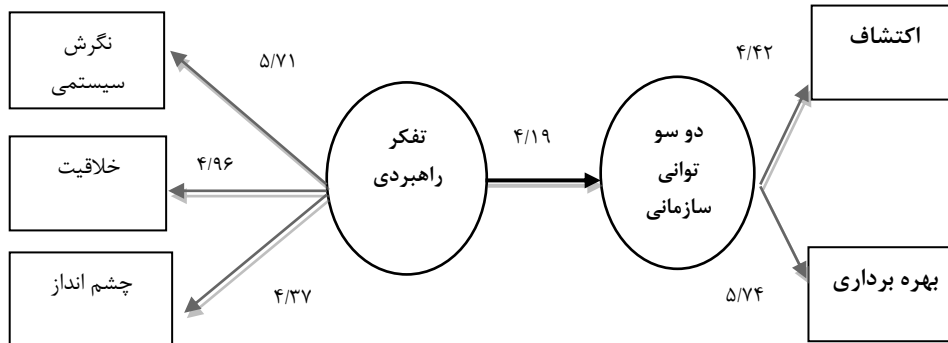 اکتشاف
۴/۴۲
نگرش
سیستمی
۵/۷۱
دو سو
توانی
سازمانی
۴/۱۹
تفکر
راهبردی
۴/۹۶
خلاقیت
بهره برداری
۵/۷۴
۴/۳۷
چشم انداز